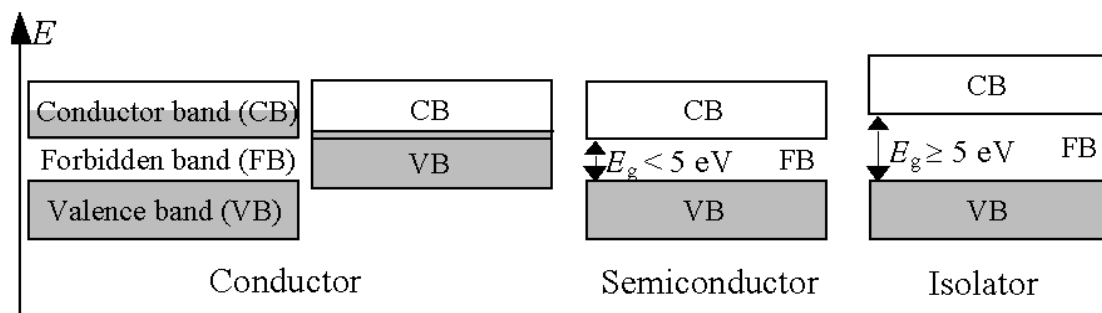 E
Conductor band (CB)
Forbidden band (FB)
Valence band (VB)
CB
VB
Conductor
CB
E_g < 5 eV FB
VB
Semiconductor
CB
E_g ≥ 5 eV FB
VB
Isolator